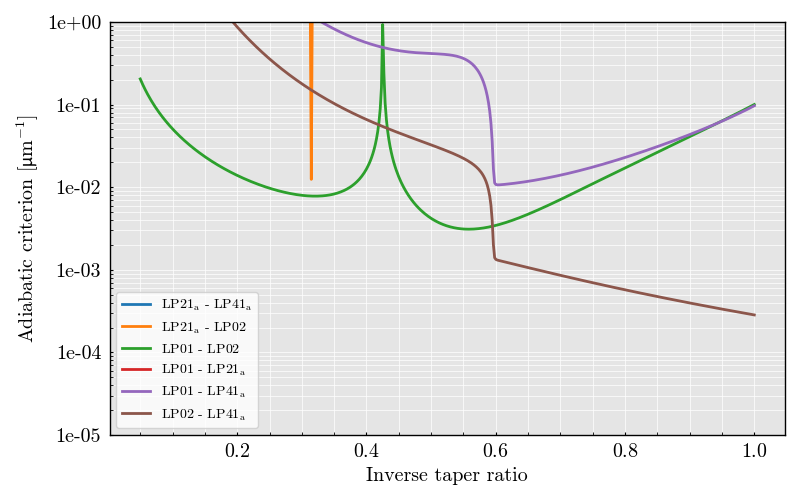 1e+00
1e-01
1e-02
1e-03
1e-04
1e-05
Adiabatic criterion [µm⁻¹]
LP21ₐ - LP41ₐ
LP21ₐ - LP02
LP01 - LP02
LP01 - LP21ₐ
LP01 - LP41ₐ
LP02 - LP41ₐ
0.2 0.4 0.6 0.8 1.0
Inverse taper ratio